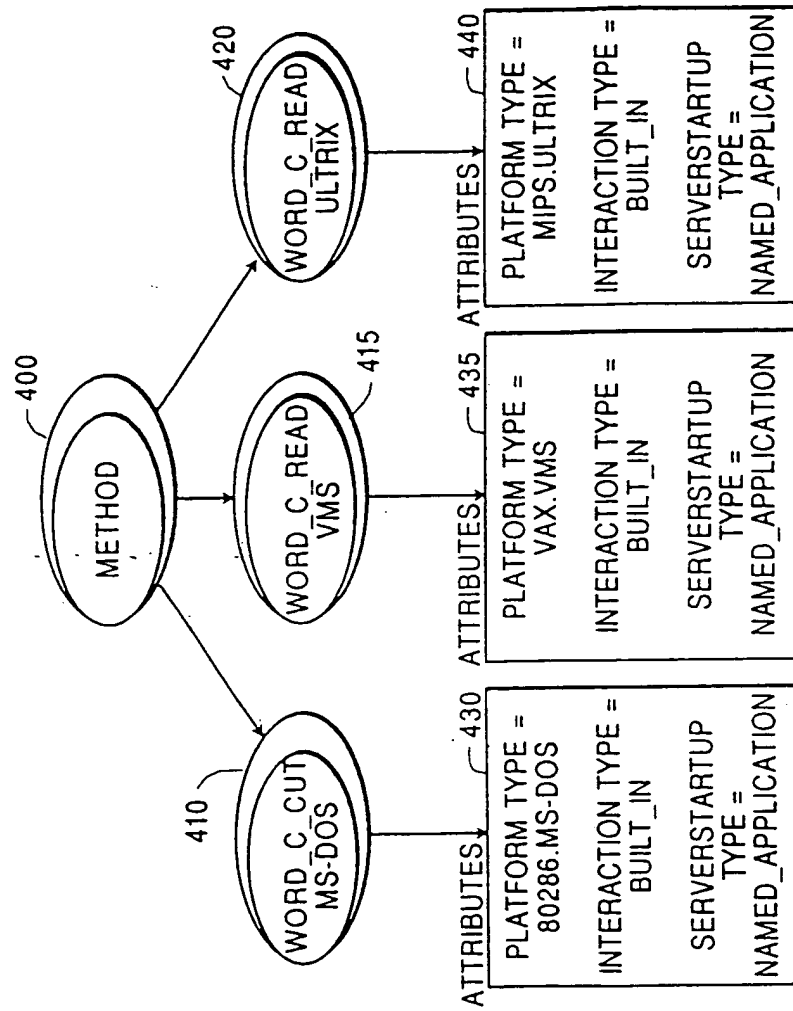 400
METHOD
410
WORD_C_CUT
MS-DOS
WORD_C_READ
VMS
415
420
WORD_C_READ
ULTRIX
ATTRIBUTES
430
PLATFORM TYPE =
80286.MS-DOS
INTERACTION TYPE =
BUILT_IN
SERVERSTARTUP
TYPE =
NAMED_APPLICATION
ATTRIBUTES
435
PLATFORM TYPE =
VAX.VMS
INTERACTION TYPE =
BUILT_IN
SERVERSTARTUP
TYPE =
NAMED_APPLICATION
ATTRIBUTES
440
PLATFORM TYPE =
MIPS.ULTRIX
INTERACTION TYPE =
BUILT_IN
SERVERSTARTUP
TYPE =
NAMED_APPLICATION